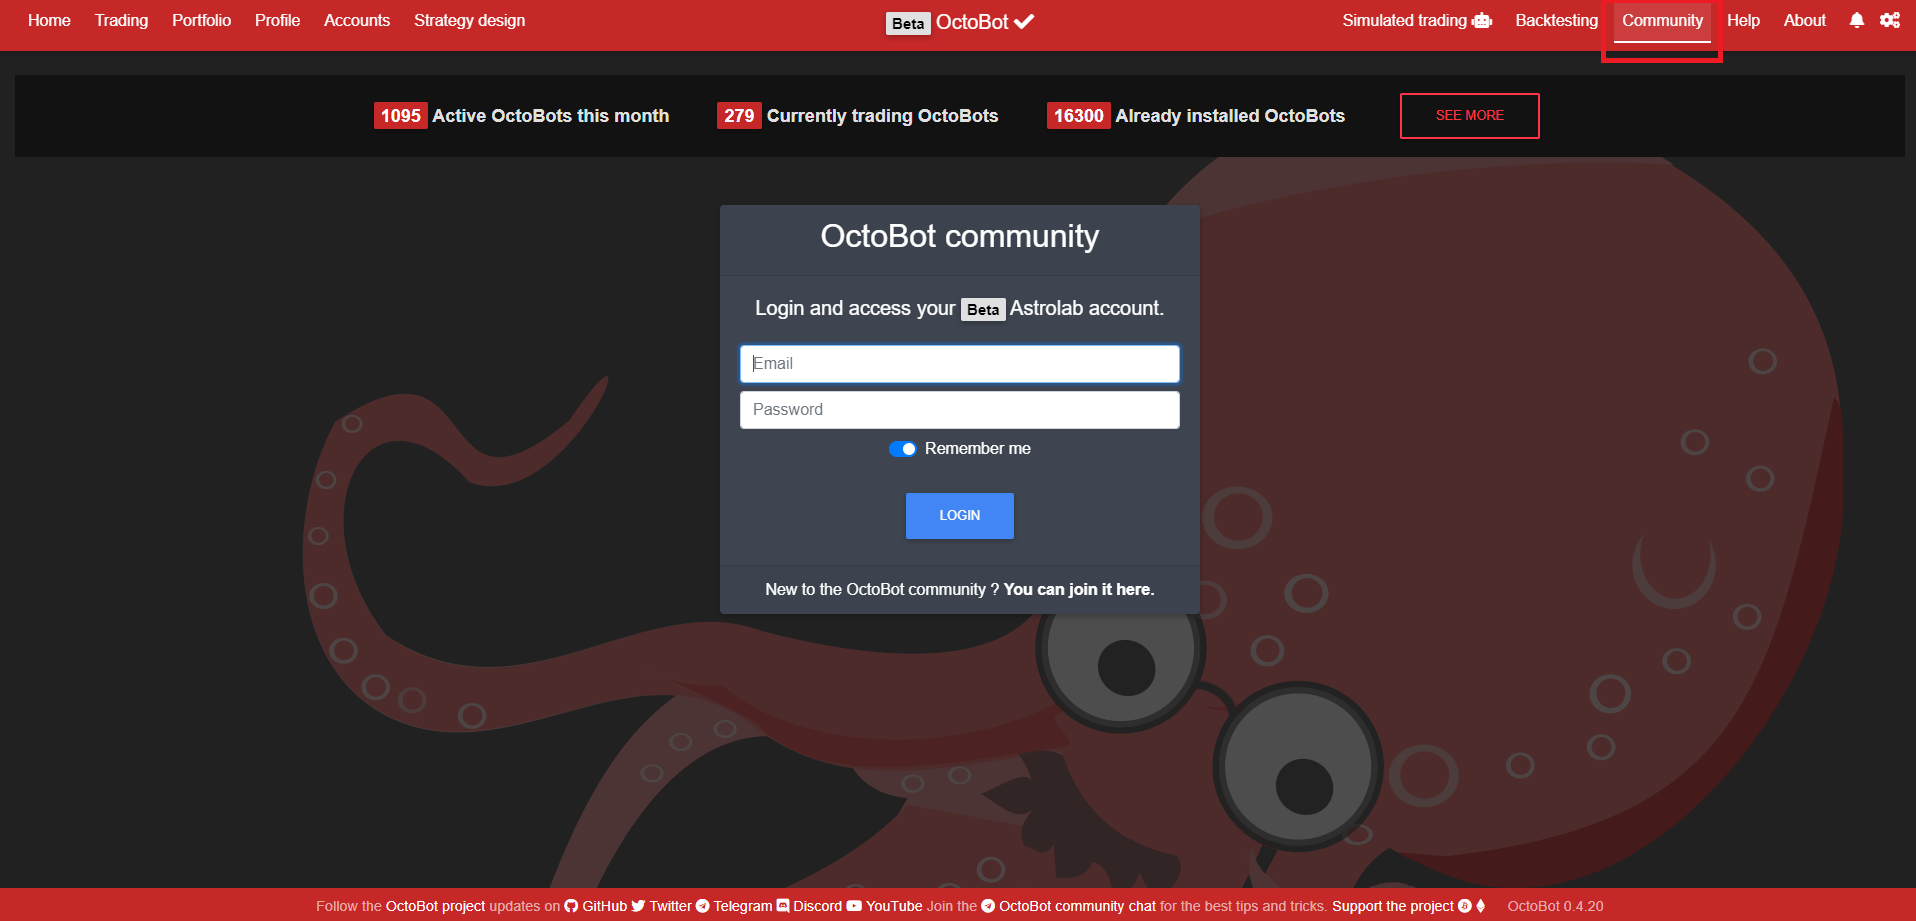 Home Trading Portfolio Profile Accounts Strategy design Beta OctoBot Simulated trading Backtesting Community Help About
1095 Active OctoBots this month 279 Currently trading OctoBots 16300 Already installed OctoBots SEE MORE
OctoBot community
Login and access your Beta Astrolab account.
Email
Password
Remember me
LOGIN
New to the OctoBot community ? You can join it here.
Follow the OctoBot project updates on GitHub Twitter Telegram Discord YouTube Join the OctoBot community chat for the best tips and tricks. Support the project OctoBot 0.4.20